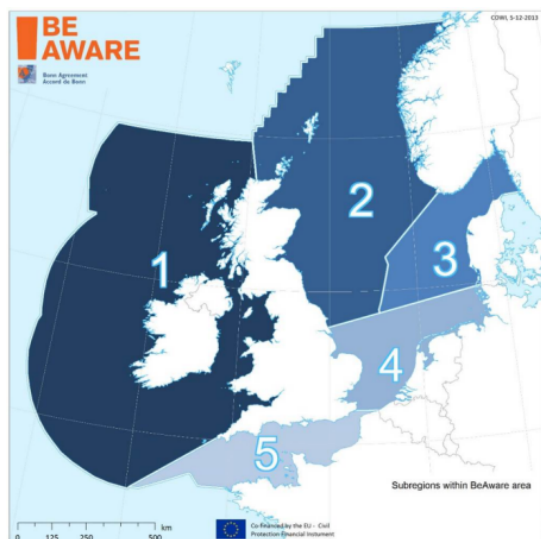 COWI, 5-12-2013
BE
AWARE
Bonn Agreement
Accord de Bonn
1
2
3
4
5
Subregions within BeAware area
km
0 125 250 500
Co-financed by the EU - Civil
Protection Financial Instument